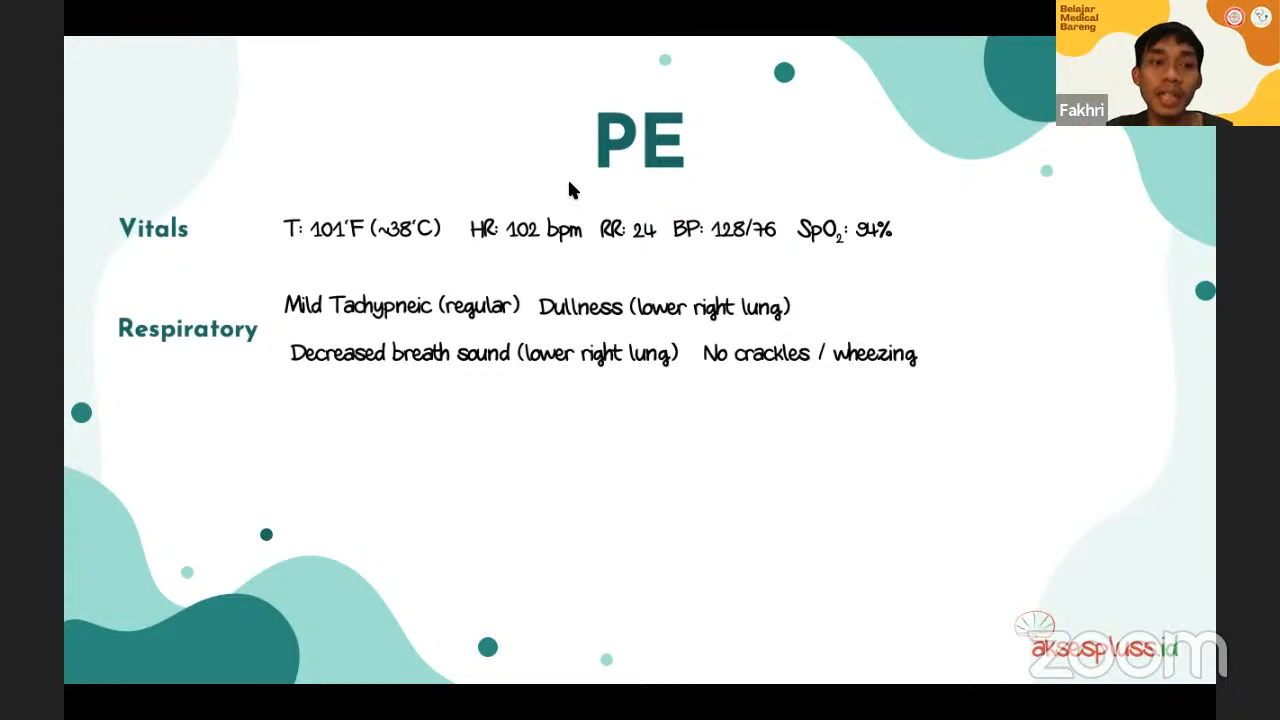 Belajar
Medical
Bareng
Fakhri
PE
Vitals
T: 101°F (~38°C) HR: 102 bpm RR: 24 BP: 128/76 SpO₂: 94%
Respiratory
Mild Tachypneic (regular) Dullness (lower right lung)
Decreased breath sound (lower right lung) No crackles / wheezing
aksespluss.id
zoom